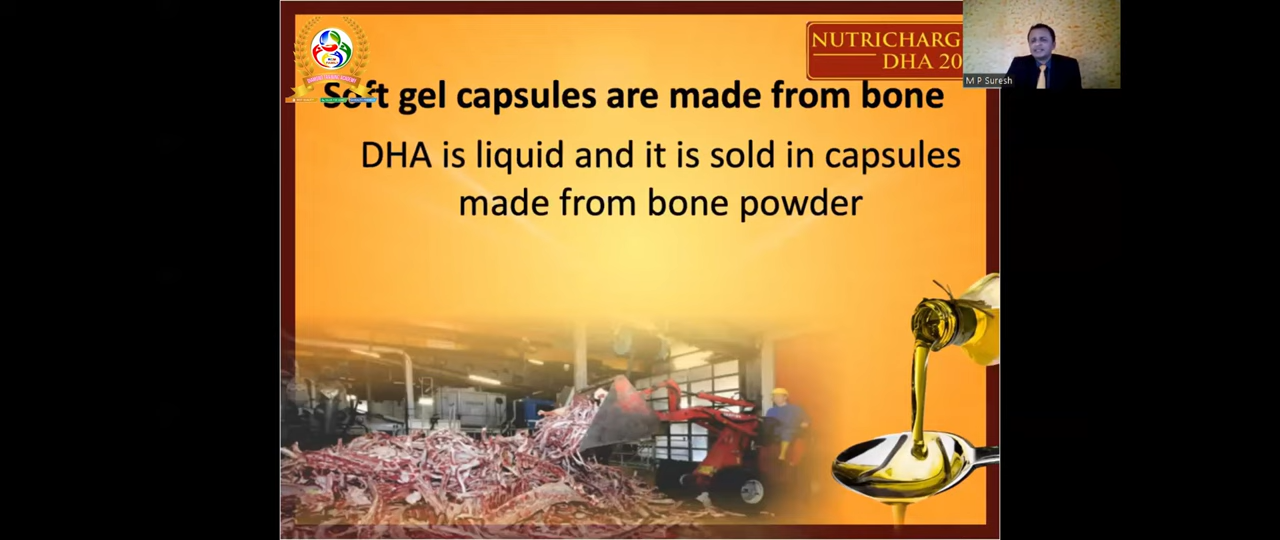 NUTRICHARG
DHA 20
M P Suresh
Soft gel capsules are made from bone
DHA is liquid and it is sold in capsules
made from bone powder